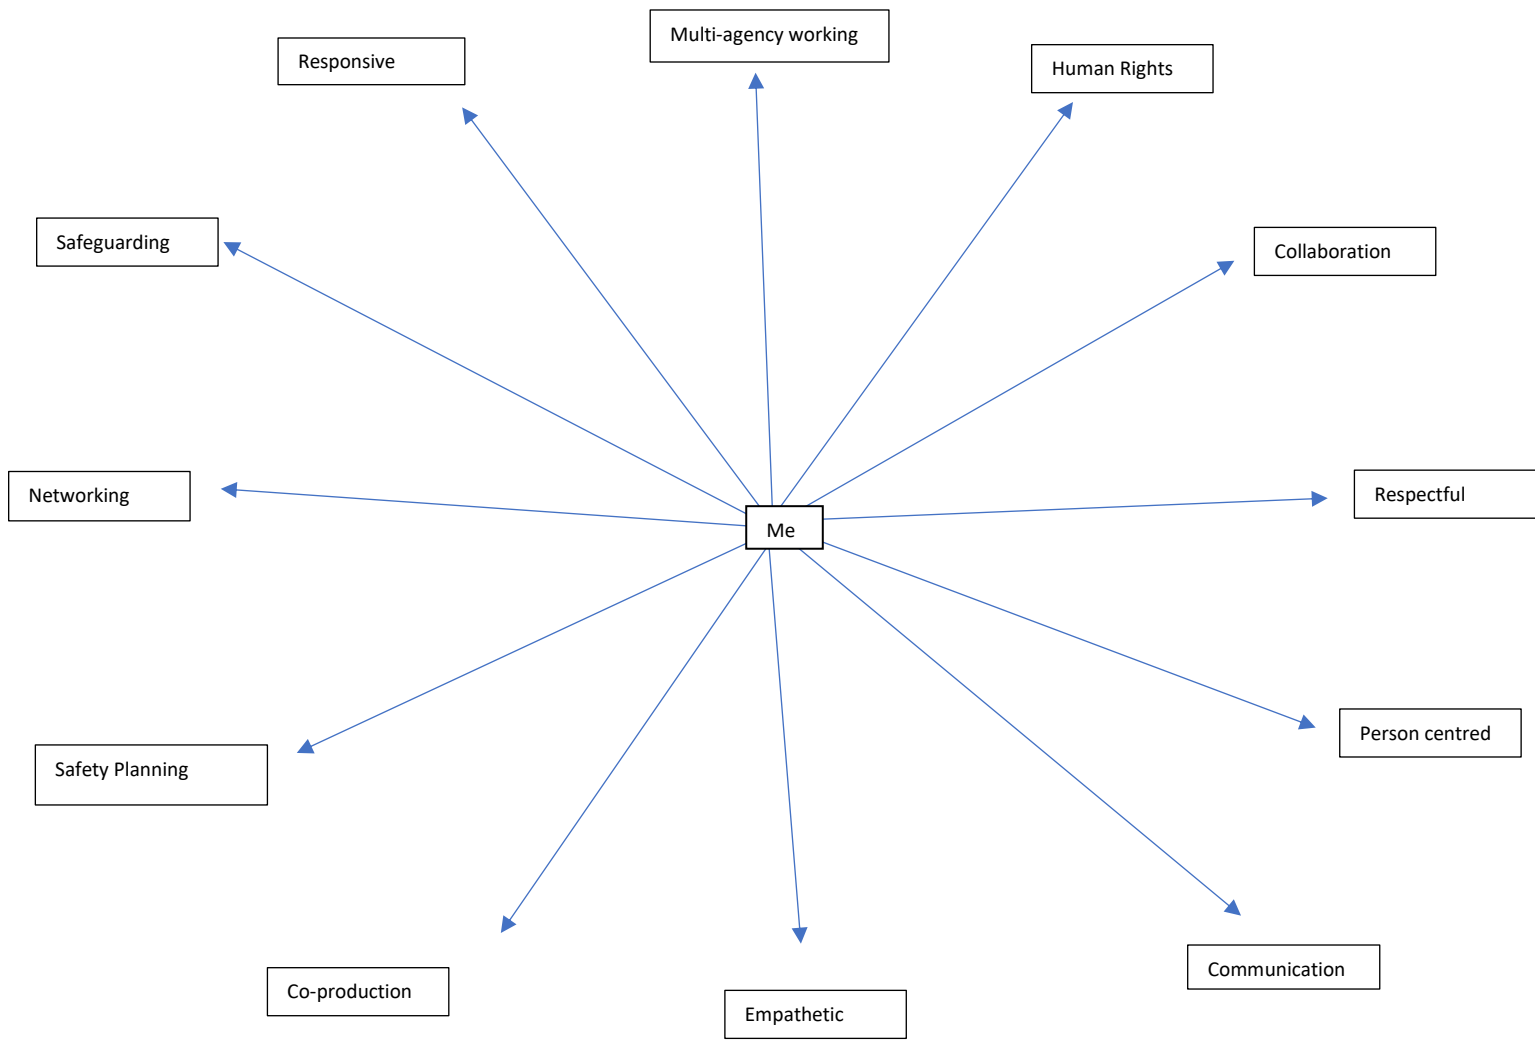 Multi-agency working
Responsive
Human Rights
Safeguarding
Collaboration
Networking
Respectful
Me
Person centred
Safety Planning
Communication
Co-production
Empathetic